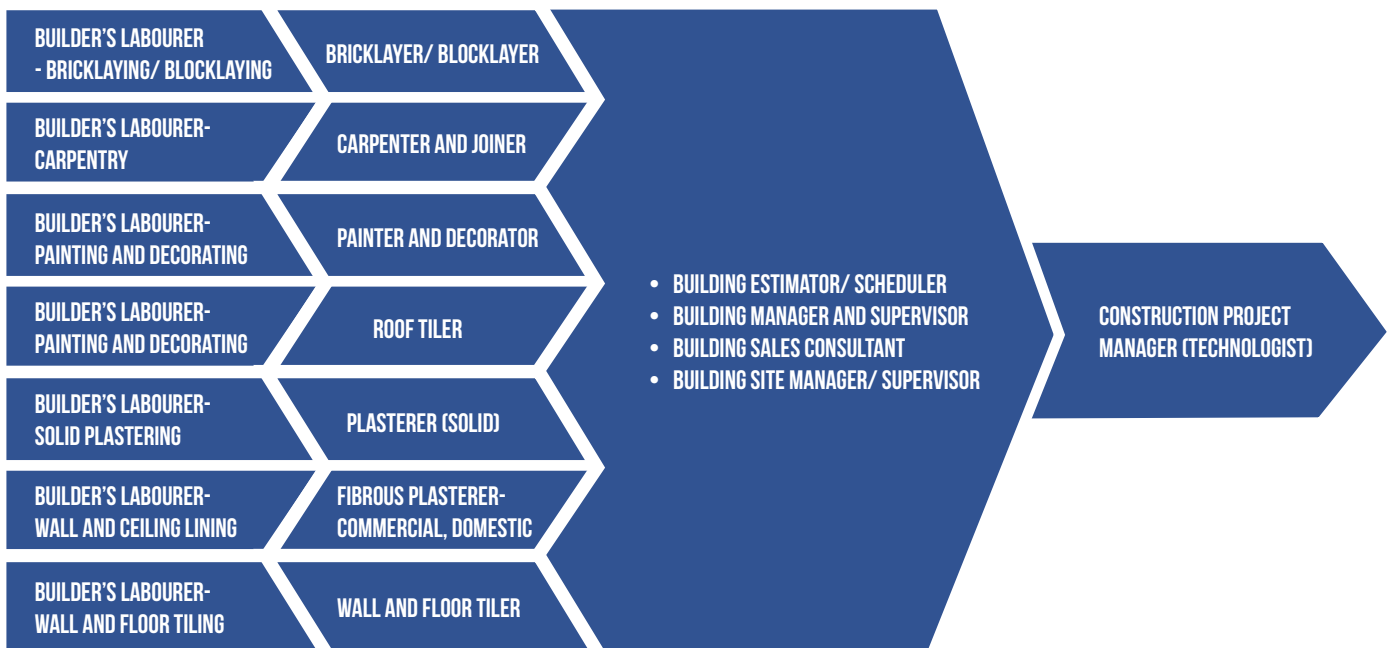 BUILDER'S LABOURER
- BRICKLAYING/ BLOCKLAYING
BRICKLAYER/ BLOCKLAYER
BUILDER'S LABOURER-
CARPENTRY
CARPENTER AND JOINER
BUILDER'S LABOURER-
PAINTING AND DECORATING
PAINTER AND DECORATOR
BUILDER'S LABOURER-
PAINTING AND DECORATING
ROOF TILER
BUILDER'S LABOURER-
SOLID PLASTERING
PLASTERER (SOLID)
BUILDER'S LABOURER-
WALL AND CEILING LINING
FIBROUS PLASTERER-
COMMERCIAL, DOMESTIC
BUILDER'S LABOURER-
WALL AND FLOOR TILING
WALL AND FLOOR TILER
• BUILDING ESTIMATOR/ SCHEDULER
• BUILDING MANAGER AND SUPERVISOR
• BUILDING SALES CONSULTANT
• BUILDING SITE MANAGER/ SUPERVISOR
CONSTRUCTION PROJECT
MANAGER (TECHNOLOGIST)